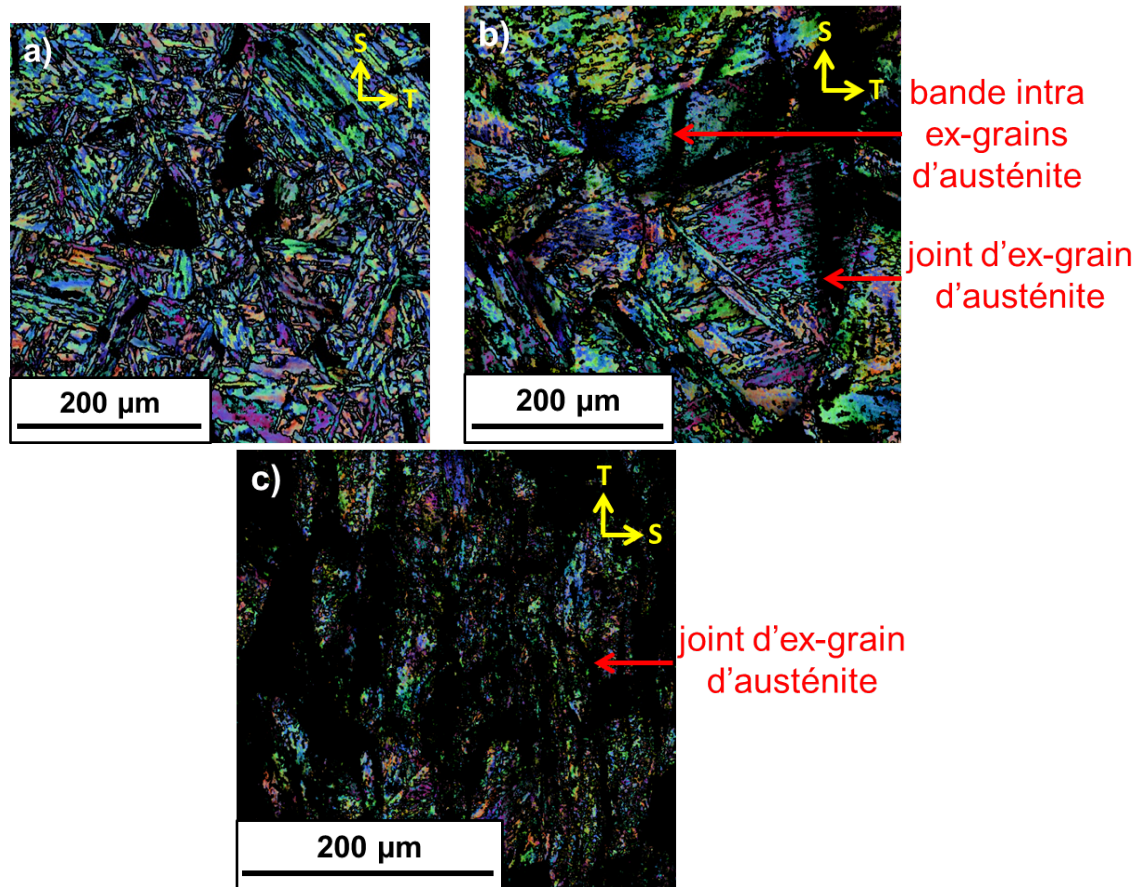 a)
S
T
200 µm
b)
S
T
200 µm
bande intra
ex-grains
d’austénite
joint d’ex-grain
d’austénite
c)
T
S
200 µm
joint d’ex-grain
d’austénite